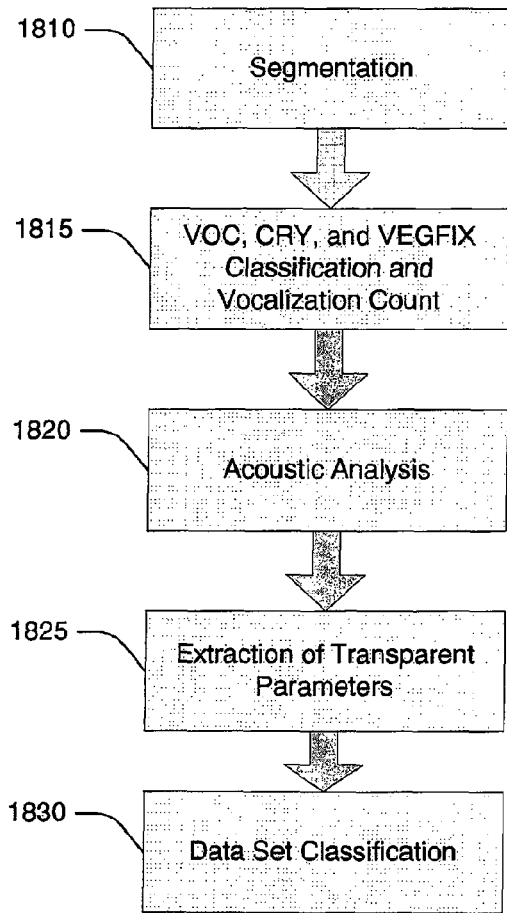 1810
Segmentation
1815
VOC, CRY, and VEGFIX
Classification and
Vocalization Count
1820
Acoustic Analysis
1825
Extraction of Transparent
Parameters
1830
Data Set Classification